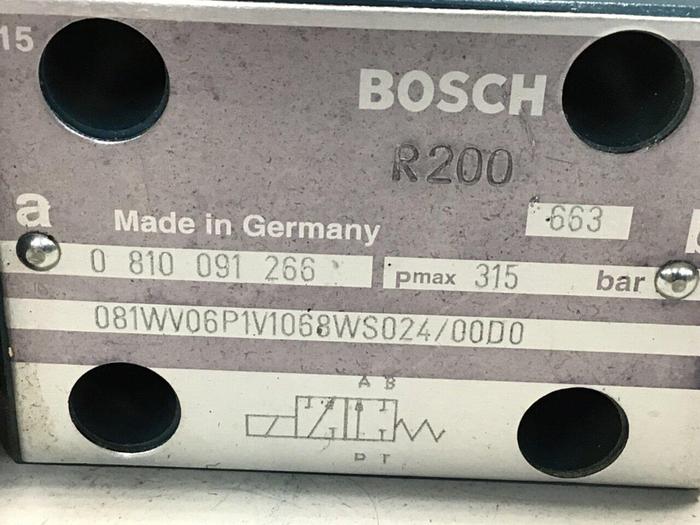 15
BOSCH
R200
663
a
Made in Germany
0 810 091 266
pmax 315 bar
081WV06P1V1068WS024/00D0
A B
P T